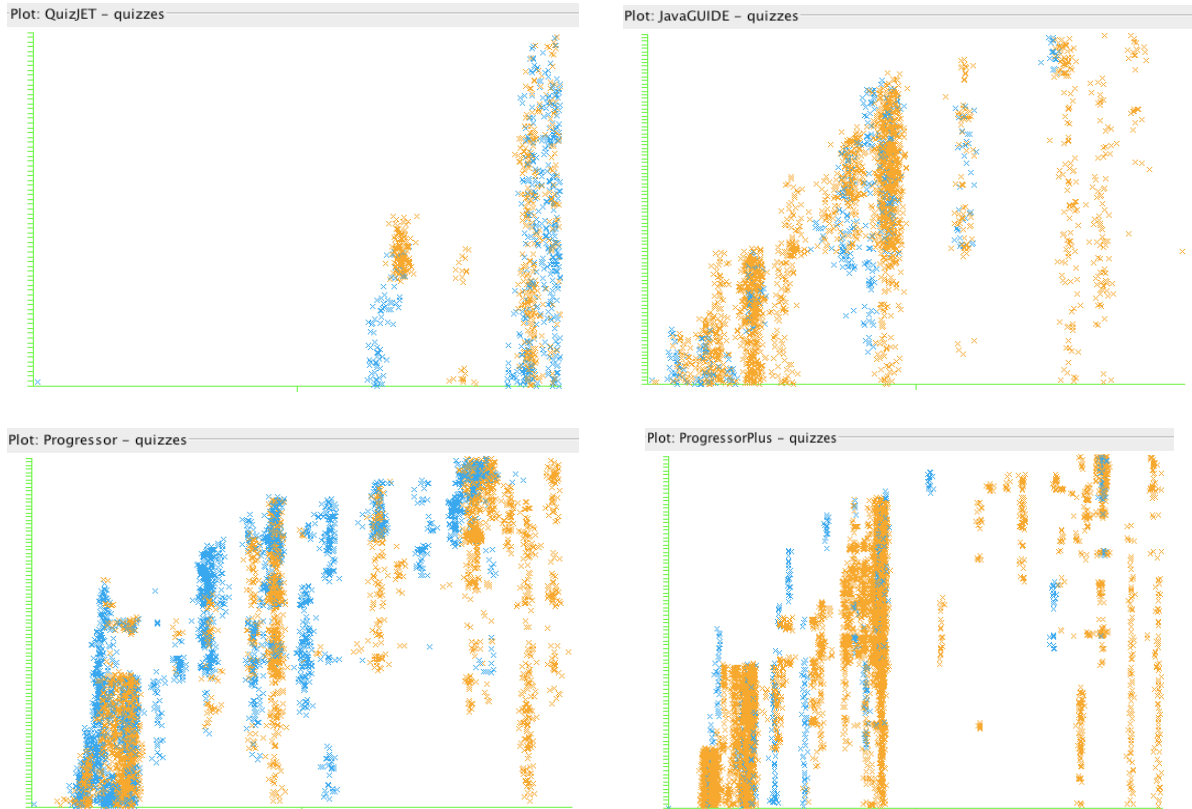 Plot: QuizJET – quizzes
Plot: JavaGUIDE – quizzes
Plot: Progressor – quizzes
Plot: ProgressorPlus – quizzes